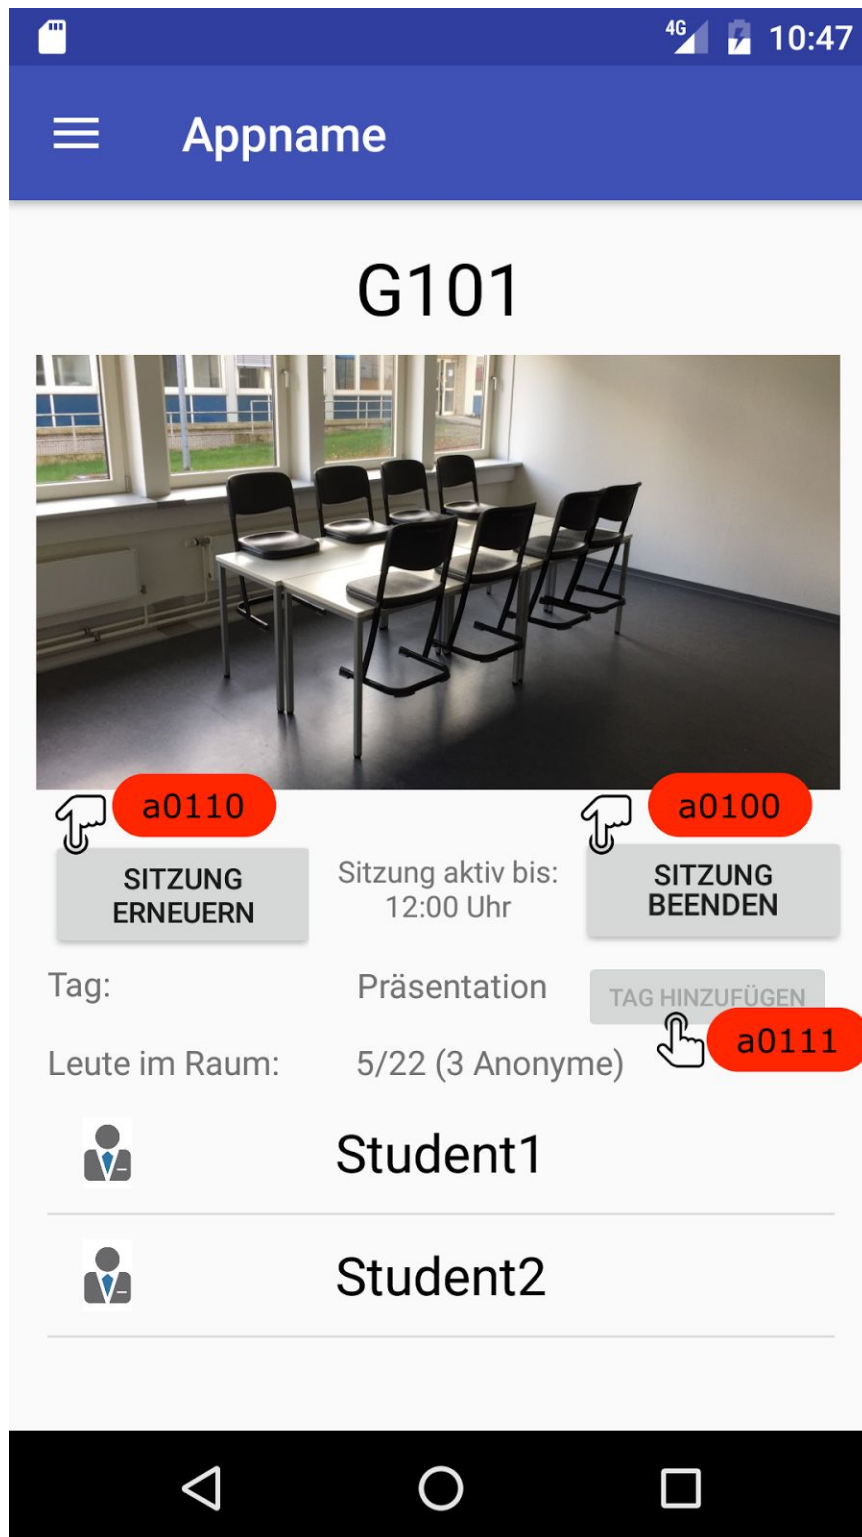 4G 10:47
Appname
G101
a0110 a0100
SITZUNG
ERNEUERN
Sitzung aktiv bis:
12:00 Uhr
SITZUNG
BEENDEN
Tag: Präsentation TAG HINZUFÜGEN
a0111
Leute im Raum: 5/22 (3 Anonyme)
Student1
Student2